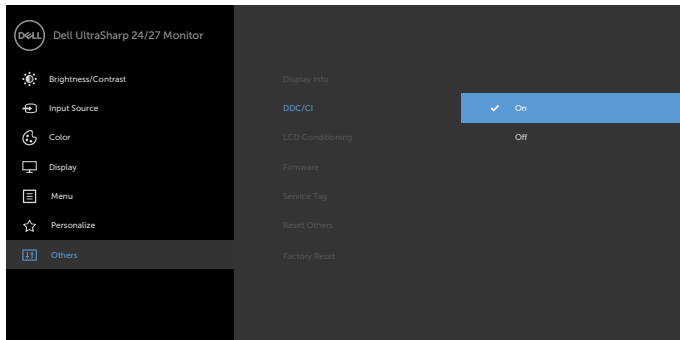 DELL Dell UltraSharp 24/27 Monitor
Brightness/Contrast
Input Source
Color
Display
Menu
Personalize
Others
Display Info
DDC/CI
LCD Conditioning
Firmware
Service Tag
Reset Others
Factory Reset
On
Off